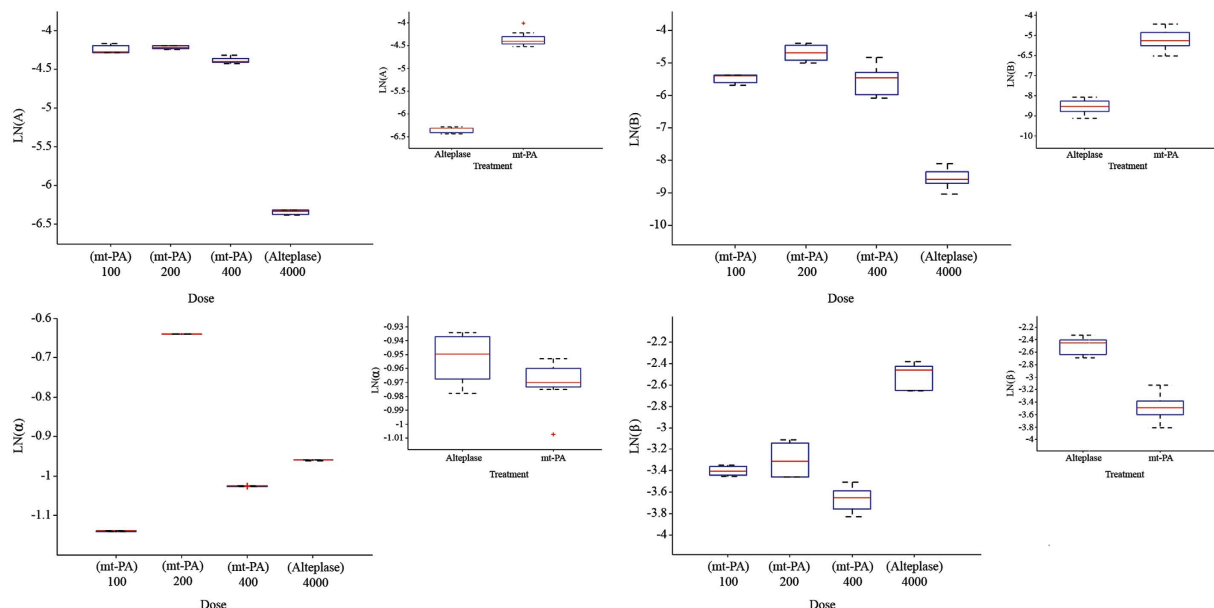 -4
-4.5
-5
-5.5
-6
-6.5
LN(A)
(mt-PA) (mt-PA) (mt-PA) (Alteplase)
100 200 400 4000
Dose
-4
-4.5
-5
-5.5
-6
-6.5
LN(A)
Alteplase mt-PA
Treatment
-4
-5
-6
-7
-8
-9
-10
LN(B)
(mt-PA) (mt-PA) (mt-PA) (Alteplase)
100 200 400 4000
Dose
-4
-5
-6
-7
-8
-9
-10
LN(B)
Alteplase mt-PA
Treatment
-0.6
-0.7
-0.8
-0.9
-1
-1.1
LN(α)
(mt-PA) (mt-PA) (mt-PA) (Alteplase)
100 200 400 4000
Dose
-0.93
-0.94
-0.95
-0.96
-0.97
-0.98
-0.99
-1
-1.01
LN(α)
Alteplase mt-PA
Treatment
-2.2
-2.4
-2.6
-2.8
-3
-3.2
-3.4
-3.6
-3.8
-4
LN(β)
(mt-PA) (mt-PA) (mt-PA) (Alteplase)
100 200 400 4000
Dose
-2.2
-2.4
-2.6
-2.8
-3
-3.2
-3.4
-3.6
-3.8
-4
LN(β)
Alteplase mt-PA
Treatment